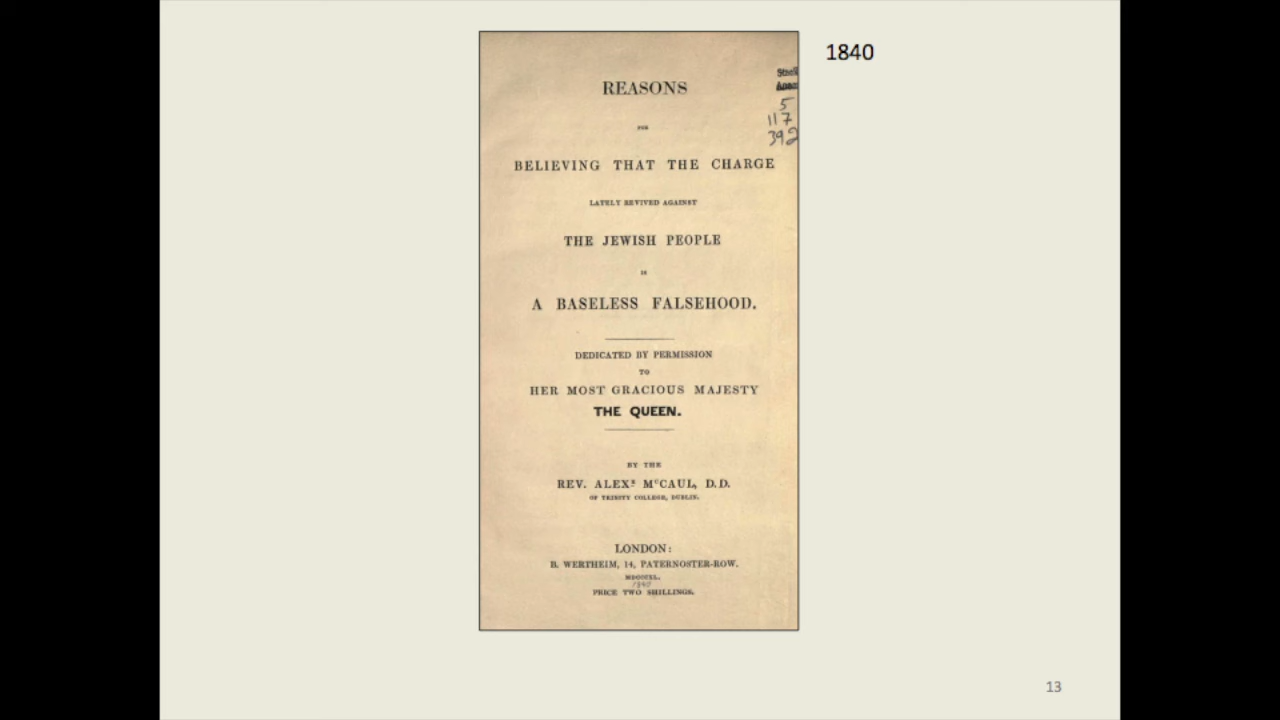 1840
REASONS
FOR
BELIEVING THAT THE CHARGE
LATELY REVIVED AGAINST
THE JEWISH PEOPLE
IS
A BASELESS FALSEHOOD.
DEDICATED BY PERMISSION
TO
HER MOST GRACIOUS MAJESTY
THE QUEEN.
BY THE
REV. ALEXR. McCAUL, D.D.
OF TRINITY COLLEGE, DUBLIN.
LONDON:
B. WERTHEIM, 14, PATERNOSTER-ROW.
MDCCCXL.
1840
PRICE TWO SHILLINGS.
5
117
392
13